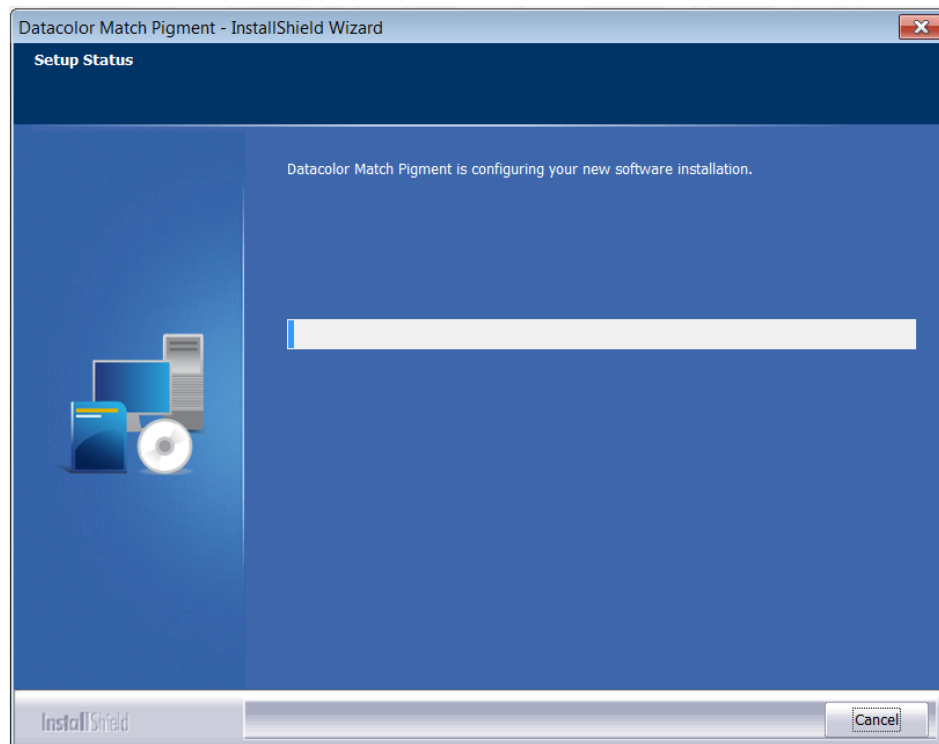 Datacolor Match Pigment - InstallShield Wizard
Setup Status
Datacolor Match Pigment is configuring your new software installation.
InstallShield
Cancel